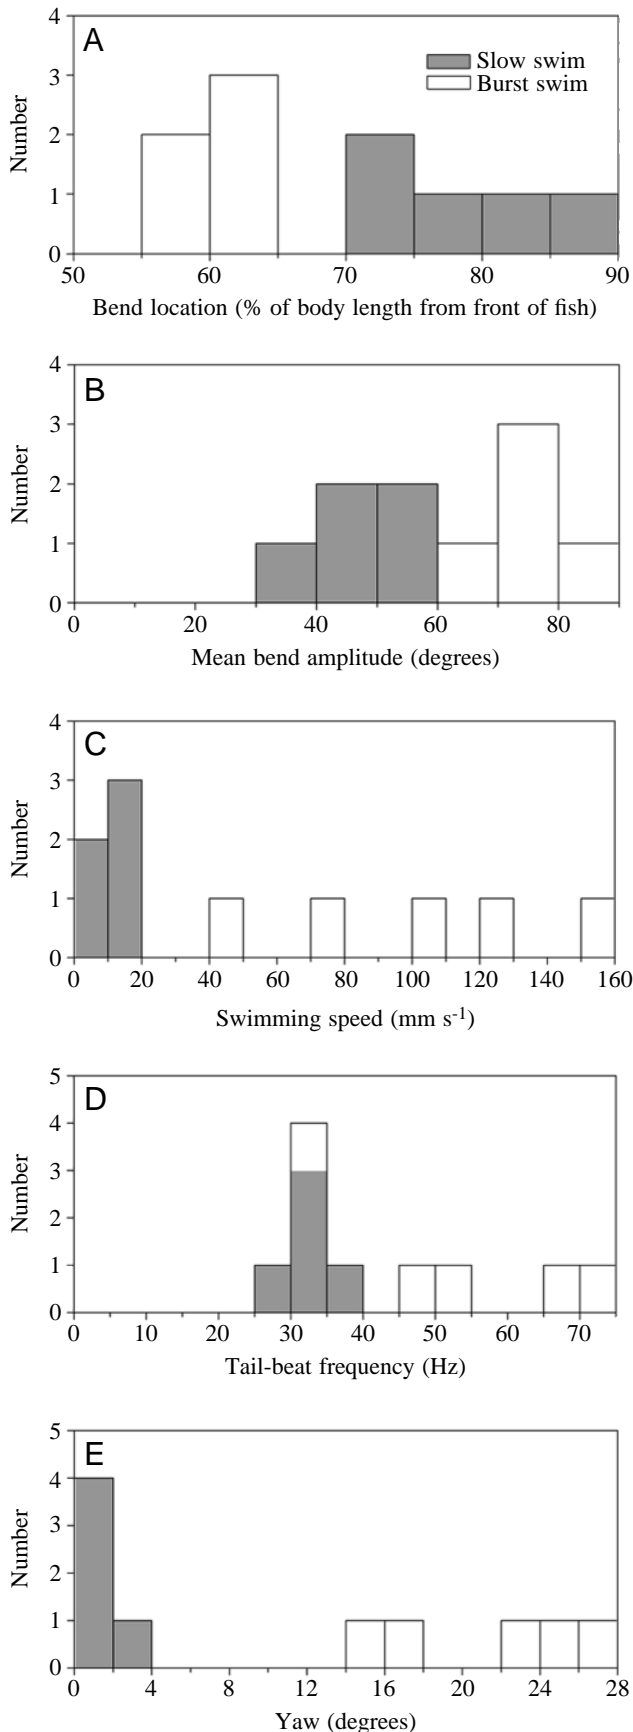 A
Slow swim
Burst swim
Number
4
3
2
1
0
50 60 70 80 90
Bend location (% of body length from front of fish)
B
Number
4
3
2
1
0
0 20 40 60 80
Mean bend amplitude (degrees)
C
Number
4
3
2
1
0
0 20 40 60 80 100 120 140 160
Swimming speed (mm s-1)
D
Number
5
4
3
2
1
0
0 10 20 30 40 50 60 70
Tail-beat frequency (Hz)
E
Number
5
4
3
2
1
0
0 4 8 12 16 20 24 28
Yaw (degrees)